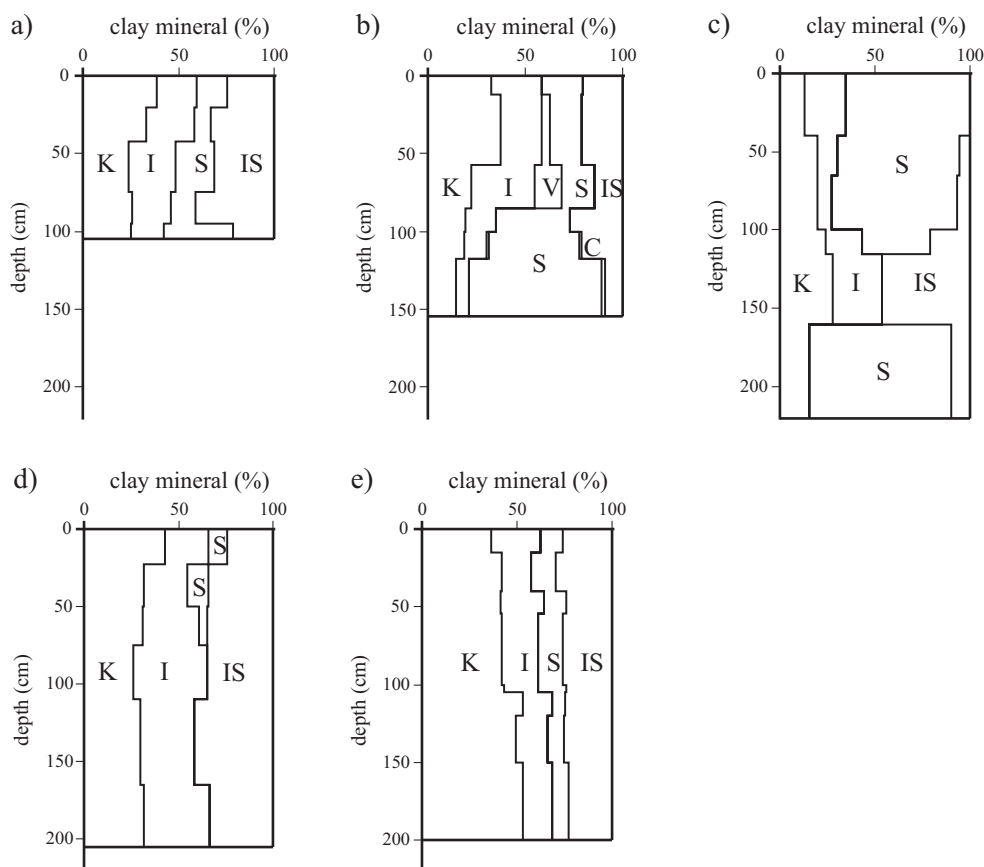 a)
clay mineral (%)
0 50 100
0
50
100
150
200
depth (cm)
K I S IS
b)
clay mineral (%)
0 50 100
0
50
100
150
200
depth (cm)
K I V S IS
C
S
c)
clay mineral (%)
0 50 100
0
50
100
150
200
depth (cm)
S
K I IS
S
d)
clay mineral (%)
0 50 100
0
50
100
150
200
depth (cm)
S
S
K I IS
e)
clay mineral (%)
0 50 100
0
50
100
150
200
depth (cm)
K I S IS